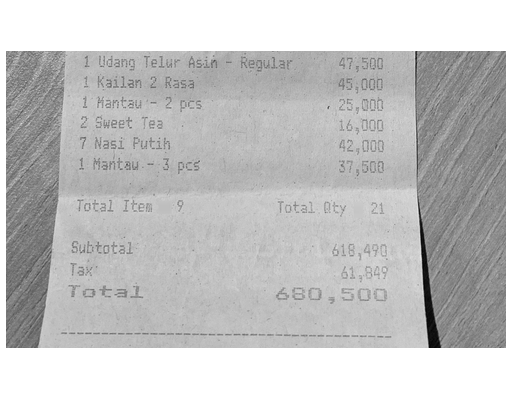 1 Udang Telur Asin - Regular 47,500
1 Kailan 2 Rasa 45,000
1 Mantau - 2 pcs 25,000
2 Sweet Tea 16,000
7 Nasi Putih 42,000
1 Mantau - 3 pcs 37,500
Total Item 9 Total Qty 21
Subtotal 618,490
Tax 61,849
Total 680,500